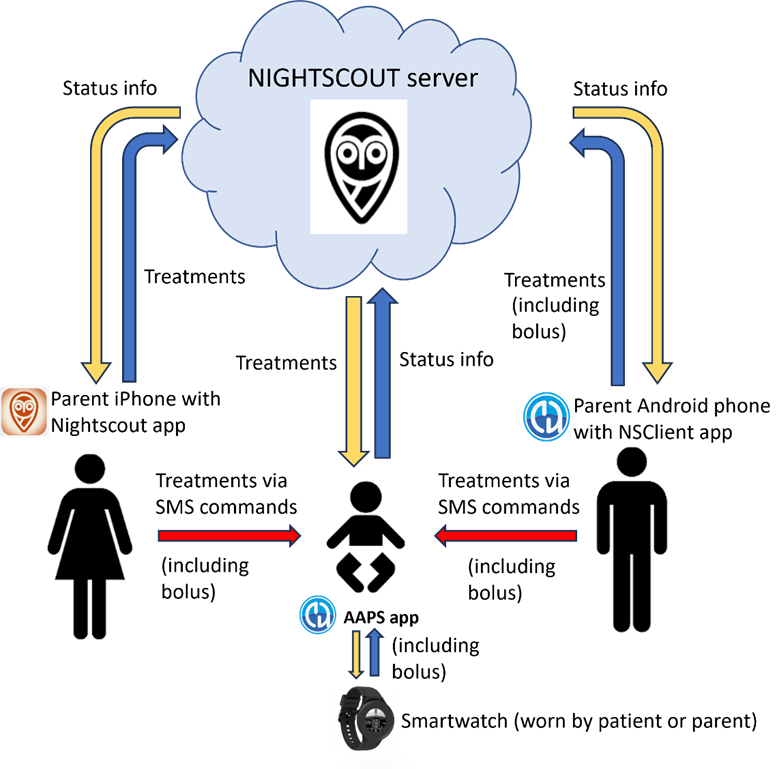 NIGHTSCOUT server
Status info
Status info
Treatments
Treatments
(including
bolus)
Treatments
Status info
Parent iPhone with
Nightscout app
Parent Android phone
with NSClient app
Treatments via
SMS commands
(including
bolus)
Treatments via
SMS commands
(including
bolus)
AAPS app
(including
bolus)
Smartwatch (worn by patient or parent)